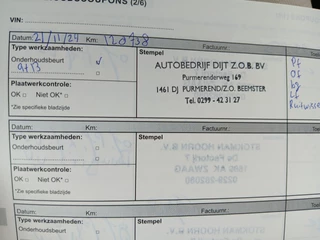 COUPONS (2/6)
VIN:
Datum: 21/11/24 Km: 120738 Factuurnr.:
Type werkzaamheden: Stempel
Onderhoudsbeurt
AUTOBEDRIJF DIJT Z.O.B. BV
Purmerenderweg 169
1461 DJ PURMEREND/Z.O. BEEMSTER
Tel. 0299 - 42 31 27
Plaatwerkcontrole:
OK Niet OK*
*Zie specifieke bladzijde
Datum: Km: Factuurnr.:
Type werkzaamheden: Stempel
Onderhoudsbeurt
Plaatwerkcontrole:
OK Niet OK*
*Zie specifieke bladzijde
Datum: Km: Factuurnr.:
Type werkzaamheden: Stempel
Onderhoudsbeurt